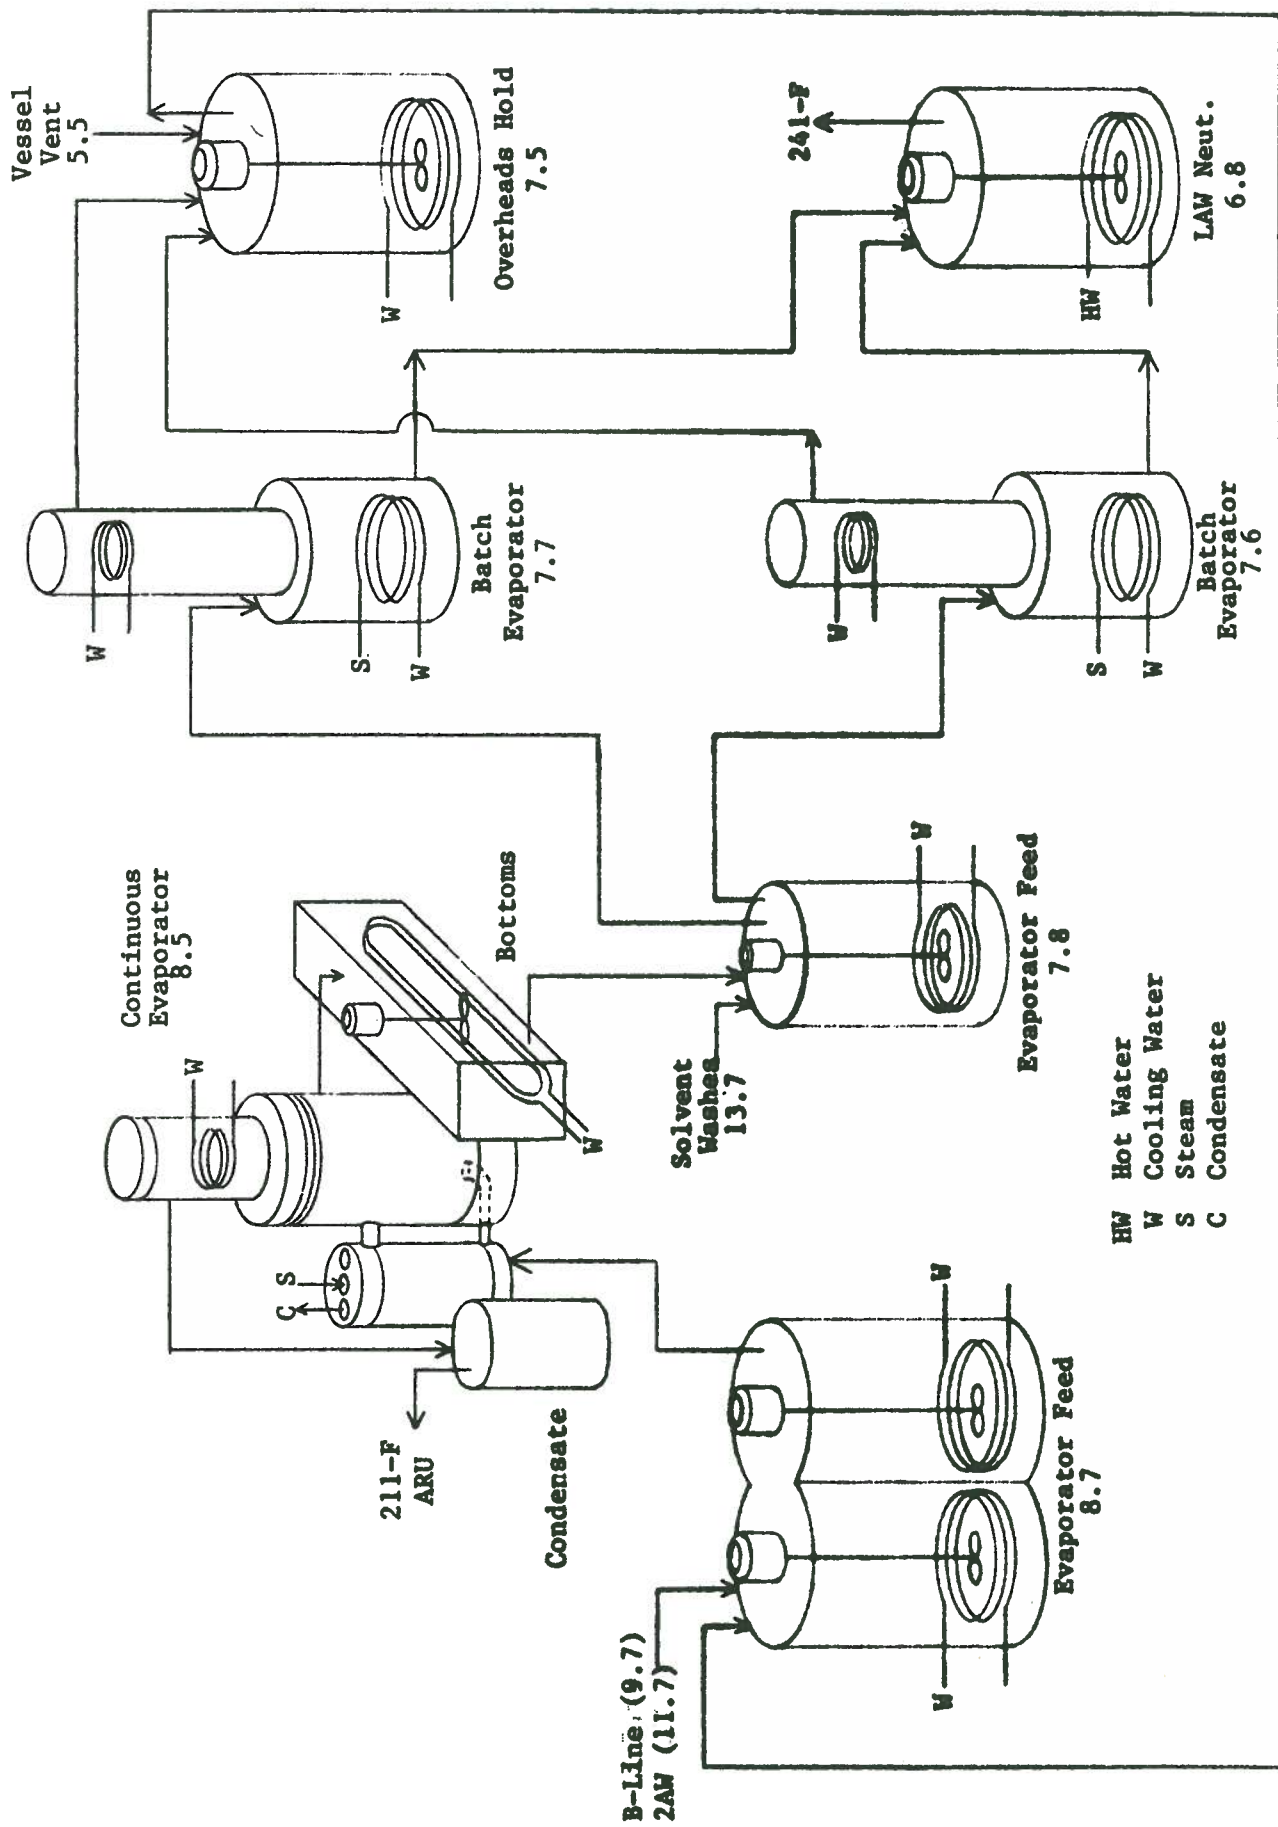 B-Line (9.7)
2AW (11.7)
W
W
Evaporator Feed
8.7
211-F
ARU
Condensate
C
S
Continuous
Evaporator
8.5
W
W
Bottoms
Solvent
Washes
13.7
W
Evaporator Feed
7.8
W
S
W
Batch
Evaporator
7.7
W
S
W
Batch
Evaporator
7.6
Vessel
Vent
5.5
W
Overheads Hold
7.5
241-F
HW
LAW Neut.
6.8
HW Hot Water
W Cooling Water
S Steam
C Condensate